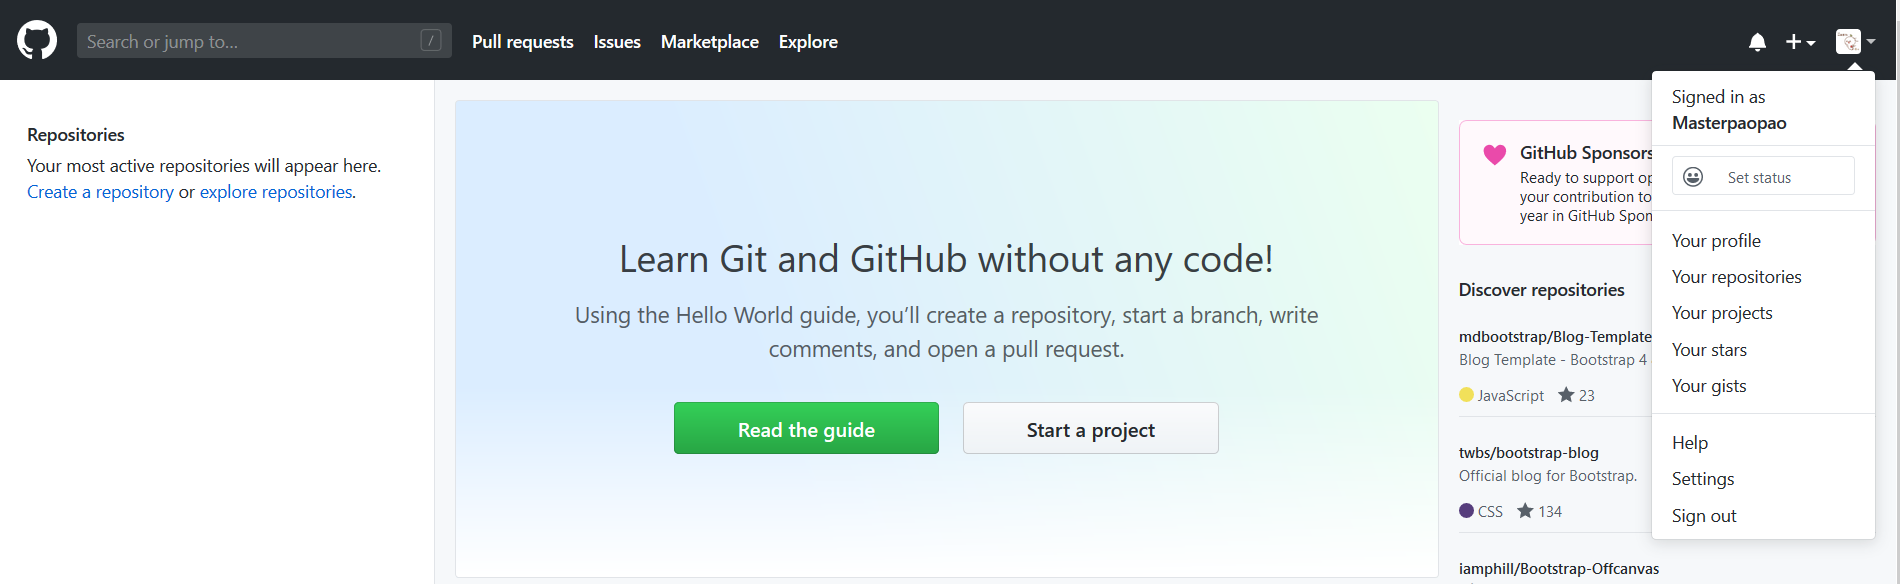 Search or jump to...
/
Pull requests
Issues
Marketplace
Explore
Repositories
Your most active repositories will appear here.
Create a repository or explore repositories.
Learn Git and GitHub without any code!
Using the Hello World guide, you’ll create a repository, start a branch, write
comments, and open a pull request.
Read the guide
Start a project
GitHub Sponsors
Ready to support op
your contribution to
year in GitHub Spon
Discover repositories
mdbootstrap/Blog-Template
Blog Template - Bootstrap 4
JavaScript
23
twbs/bootstrap-blog
Official blog for Bootstrap.
CSS
134
iamphill/Bootstrap-Offcanvas
Signed in as
Masterpaopao
Set status
Your profile
Your repositories
Your projects
Your stars
Your gists
Help
Settings
Sign out